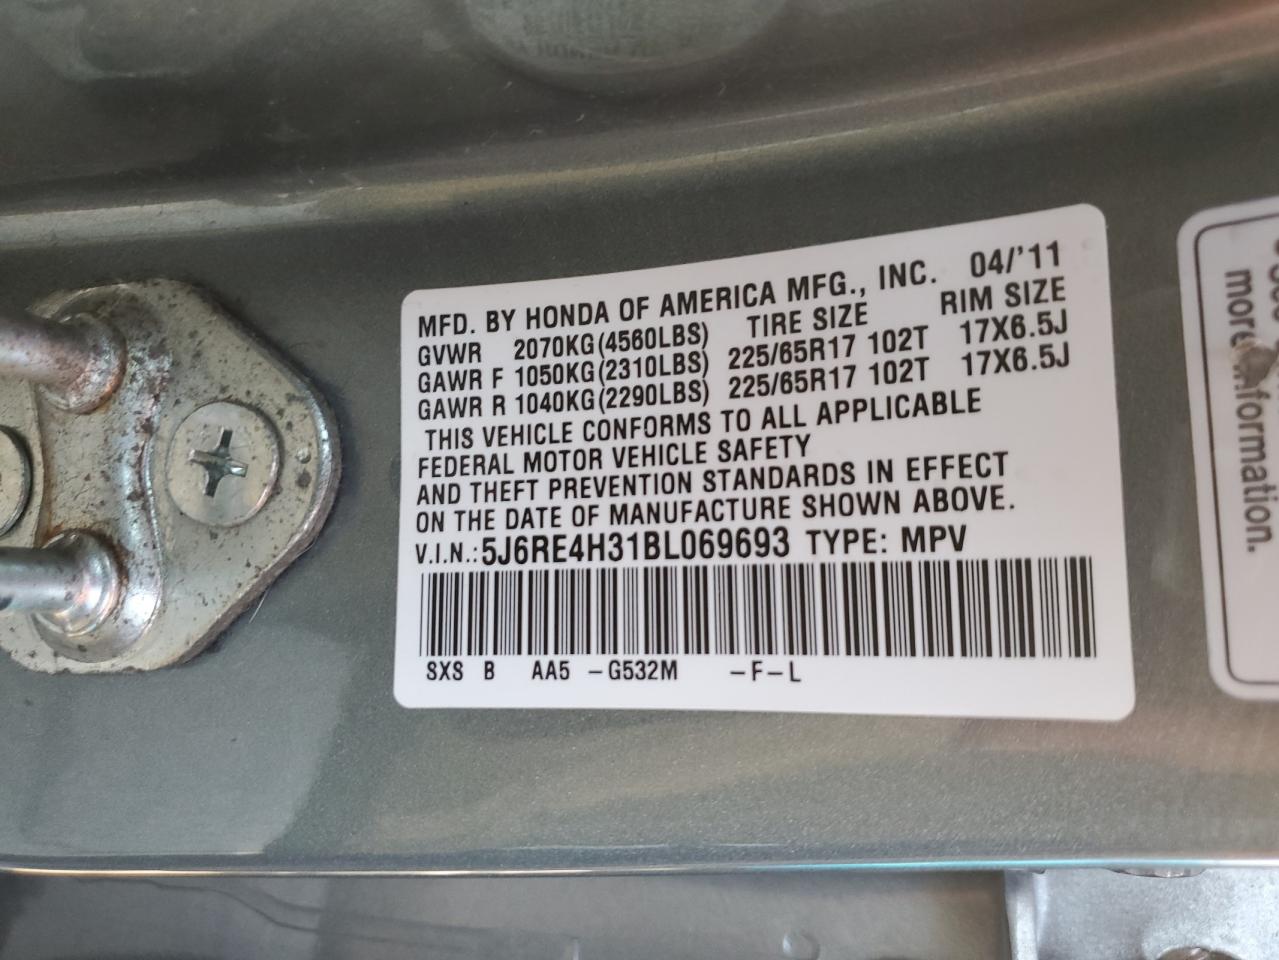 MFD. BY HONDA OF AMERICA MFG., INC. 04/'11
GVWR 2070KG(4560LBS) TIRE SIZE RIM SIZE
GAWR F 1050KG(2310LBS) 225/65R17 102T 17X6.5J
GAWR R 1040KG(2290LBS) 225/65R17 102T 17X6.5J
THIS VEHICLE CONFORMS TO ALL APPLICABLE
FEDERAL MOTOR VEHICLE SAFETY
AND THEFT PREVENTION STANDARDS IN EFFECT
ON THE DATE OF MANUFACTURE SHOWN ABOVE.
V.I.N.:5J6RE4H31BL069693 TYPE: MPV
SXS B AA5 -G532M -F-L
more information.